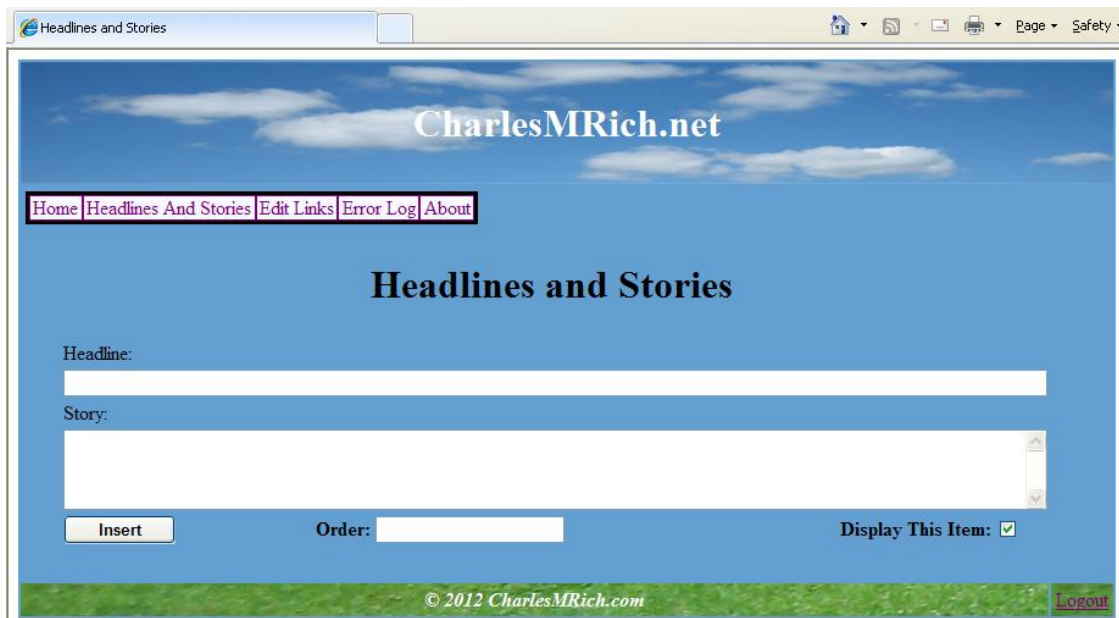 Headlines and Stories
Page Safety
CharlesMRich.net
Home Headlines And Stories Edit Links Error Log About
Headlines and Stories
Headline:
Story:
Insert Order: Display This Item:
© 2012 CharlesMRich.com Logout